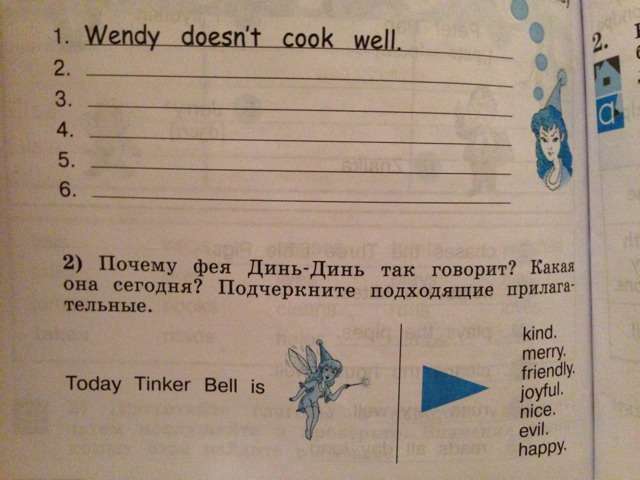 1. Wendy doesn't cook well.
2.
3.
4.
5.
6.
2) Почему фея Динь-Динь так говорит? Какая
она сегодня? Подчеркните подходящие прилага-
тельные.
Today Tinker Bell is
kind.
merry.
friendly.
joyful.
nice.
evil.
happy.
2.
a